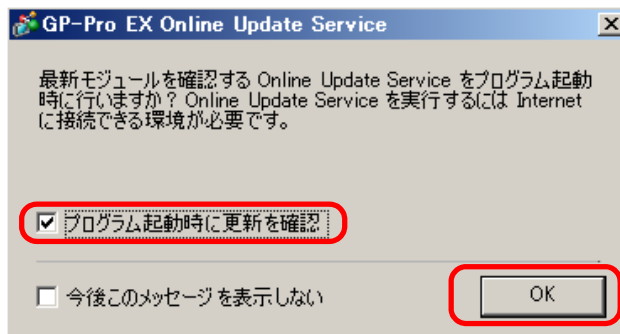 GP-Pro EX Online Update Service
最新モジュールを確認する Online Update Service をプログラム起動
時に行いますか？ Online Update Service を実行するには Internet
に接続できる環境が必要です。
プログラム起動時に更新を確認
今後このメッセージを表示しない
OK